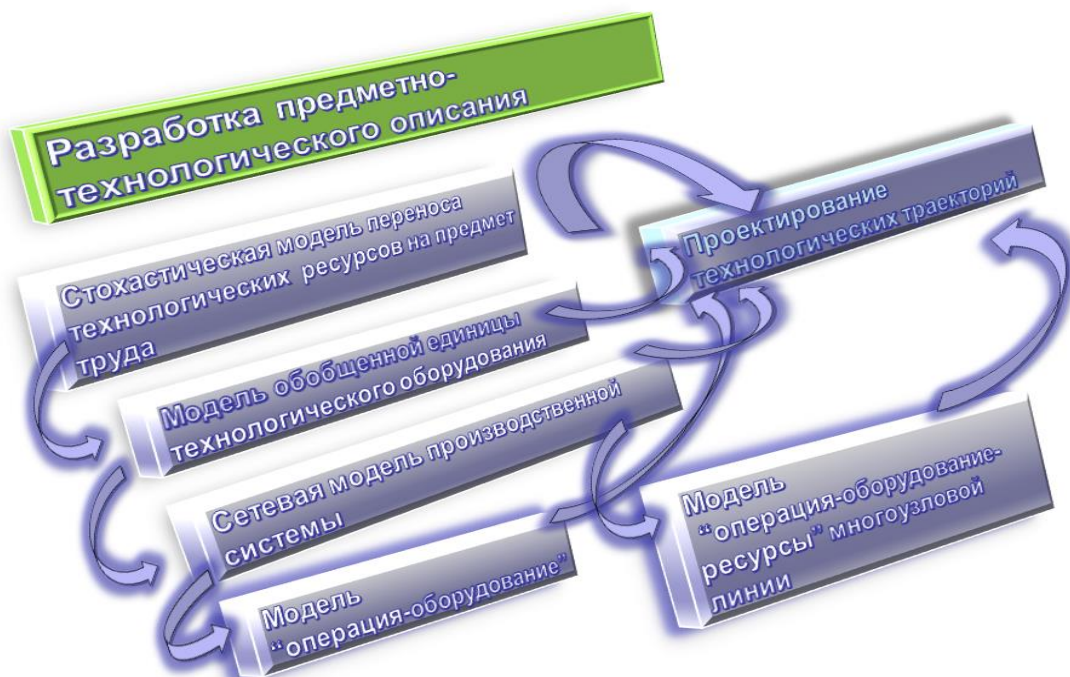 Разработка предметно-
технологического описания
Стохастическая модель переноса
технологических ресурсов на предмет
труда
Проектирование
технологических траекторий
Модель обобщенной единицы
технологического оборудования
Сетевая модель производственной
системы
Модель
“операция-оборудование”
Модель
“операция-оборудование-
ресурсы” многоузловой
линии